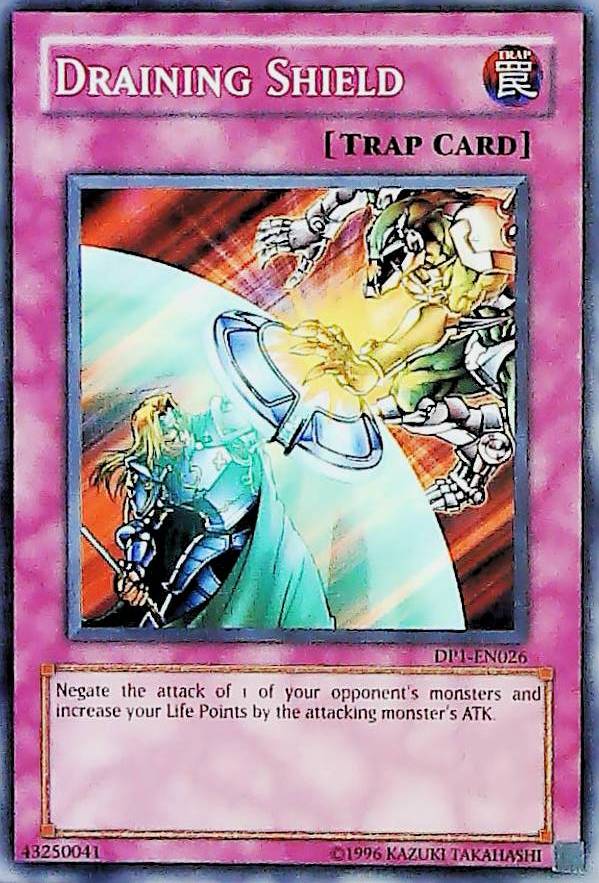 DRAINING SHIELD
TRAP
罠
[TRAP CARD]
DP1-EN026
Negate the attack of 1 of your opponent's monsters and
increase your Life Points by the attacking monster's ATK.
43250041
©1996 KAZUKI TAKAHASHI